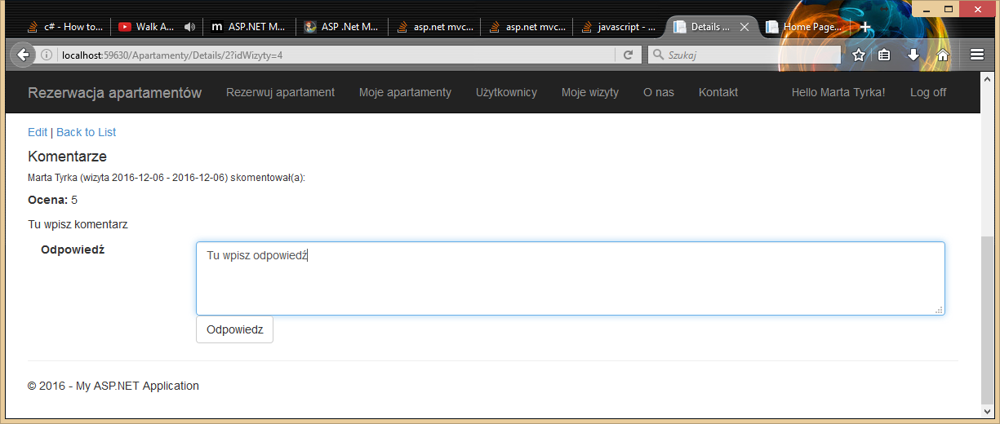 c# - How to...
Walk A...
ASP.NET M...
ASP .Net M...
asp.net mvc...
asp.net mvc...
javascript - ...
Details ...
Home Page...
localhost:59630/Apartamenty/Details/2?idWizyty=4
Szukaj
Rezerwacja apartamentów
Rezerwuj apartament
Moje apartamenty
Użytkownicy
Moje wizyty
O nas
Kontakt
Hello Marta Tyrka!
Log off
Edit | Back to List
Komentarze
Marta Tyrka (wizyta 2016-12-06 - 2016-12-06) skomentował(a):
Ocena: 5
Tu wpisz komentarz
Odpowiedź
Tu wpisz odpowiedź
Odpowiedz
© 2016 - My ASP.NET Application